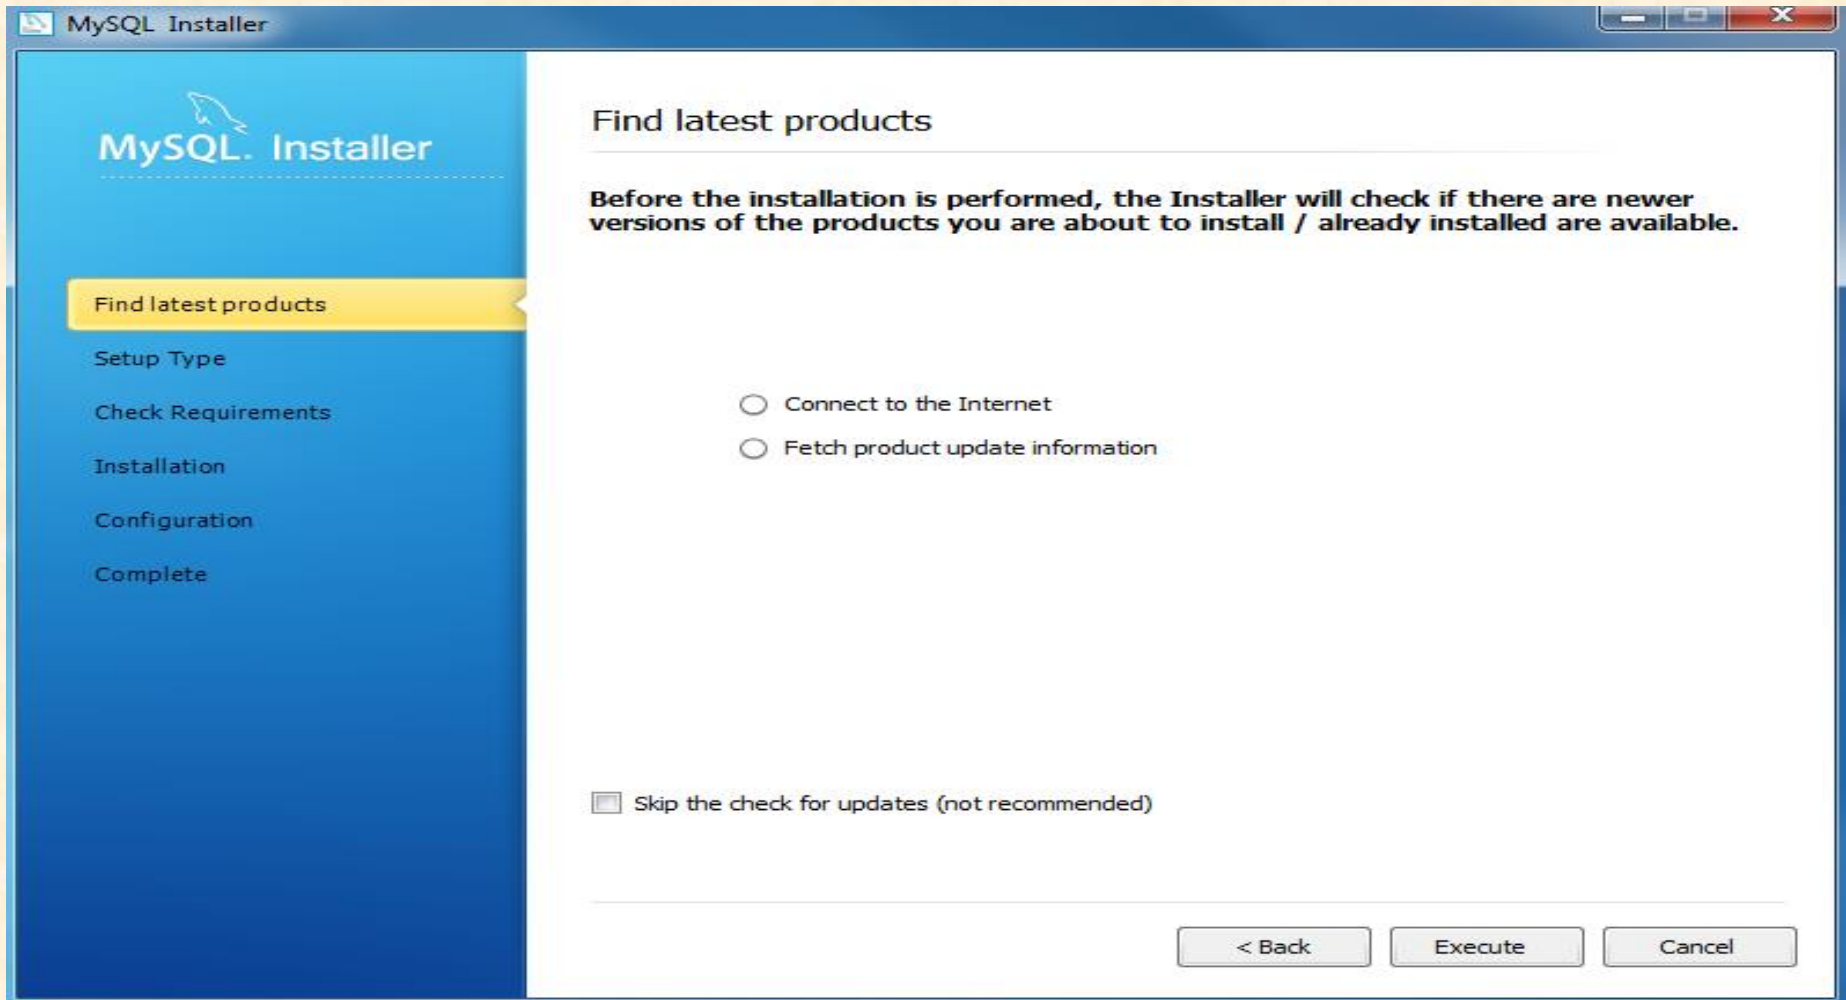 MySQL Installer
MySQL. Installer
Find latest products
Setup Type
Check Requirements
Installation
Configuration
Complete
Find latest products
Before the installation is performed, the Installer will check if there are newer
versions of the products you are about to install / already installed are available.
Connect to the Internet
Fetch product update information
Skip the check for updates (not recommended)
< Back
Execute
Cancel